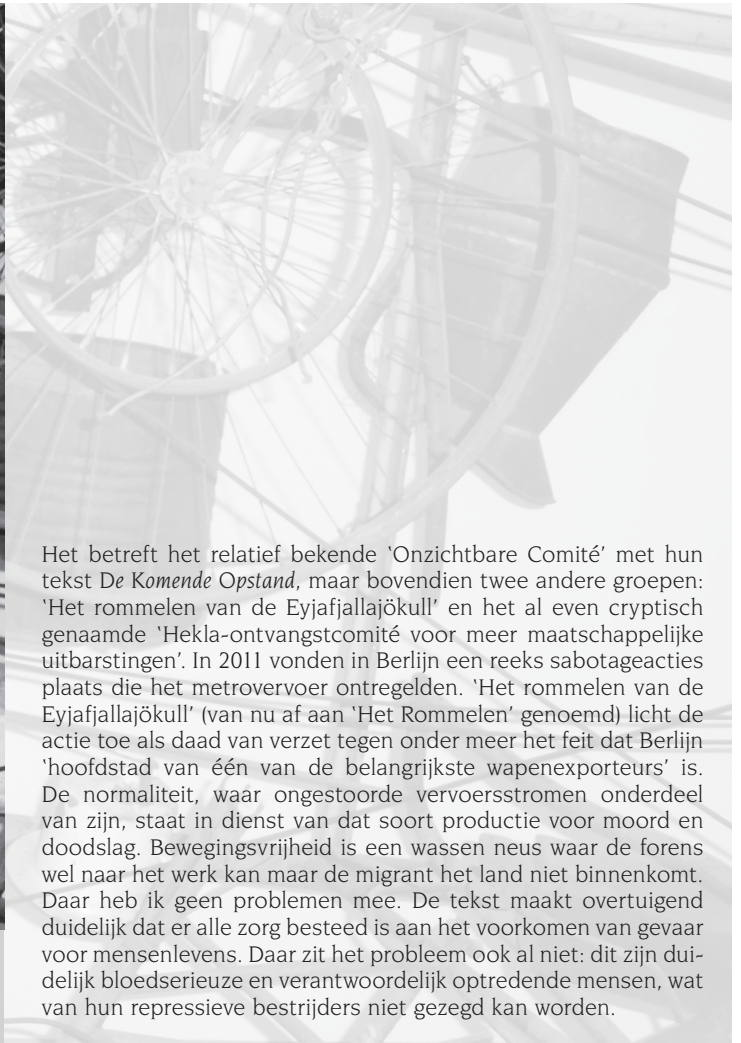 Het betreft het relatief bekende ‘Onzichtbare Comité’ met hun
tekst De Komende Opstand, maar bovendien twee andere groepen:
‘Het rommelen van de Eyjafjallajökull’ en het al even cryptisch
genaamde ‘Hekla-ontvangstcomité voor meer maatschappelijke
uitbarstingen’. In 2011 vonden in Berlijn een reeks sabotageacties
plaats die het metrovervoer ontregelden. ‘Het rommelen van de
Eyjafjallajökull’ (van nu af aan ‘Het Rommelen’ genoemd) licht de
actie toe als daad van verzet tegen onder meer het feit dat Berlijn
‘hoofdstad van één van de belangrijkste wapenexporteurs’ is.
De normaliteit, waar ongestoorde vervoersstromen onderdeel
van zijn, staat in dienst van dat soort productie voor moord en
doodslag. Bewegingsvrijheid is een wassen neus waar de forens
wel naar het werk kan maar de migrant het land niet binnenkomt.
Daar heb ik geen problemen mee. De tekst maakt overtuigend
duidelijk dat er alle zorg besteed is aan het voorkomen van gevaar
voor mensenlevens. Daar zit het probleem ook al niet: dit zijn dui-
delijk bloedserieuze en verantwoordelijk optredende mensen, wat
van hun repressieve bestrijders niet gezegd kan worden.